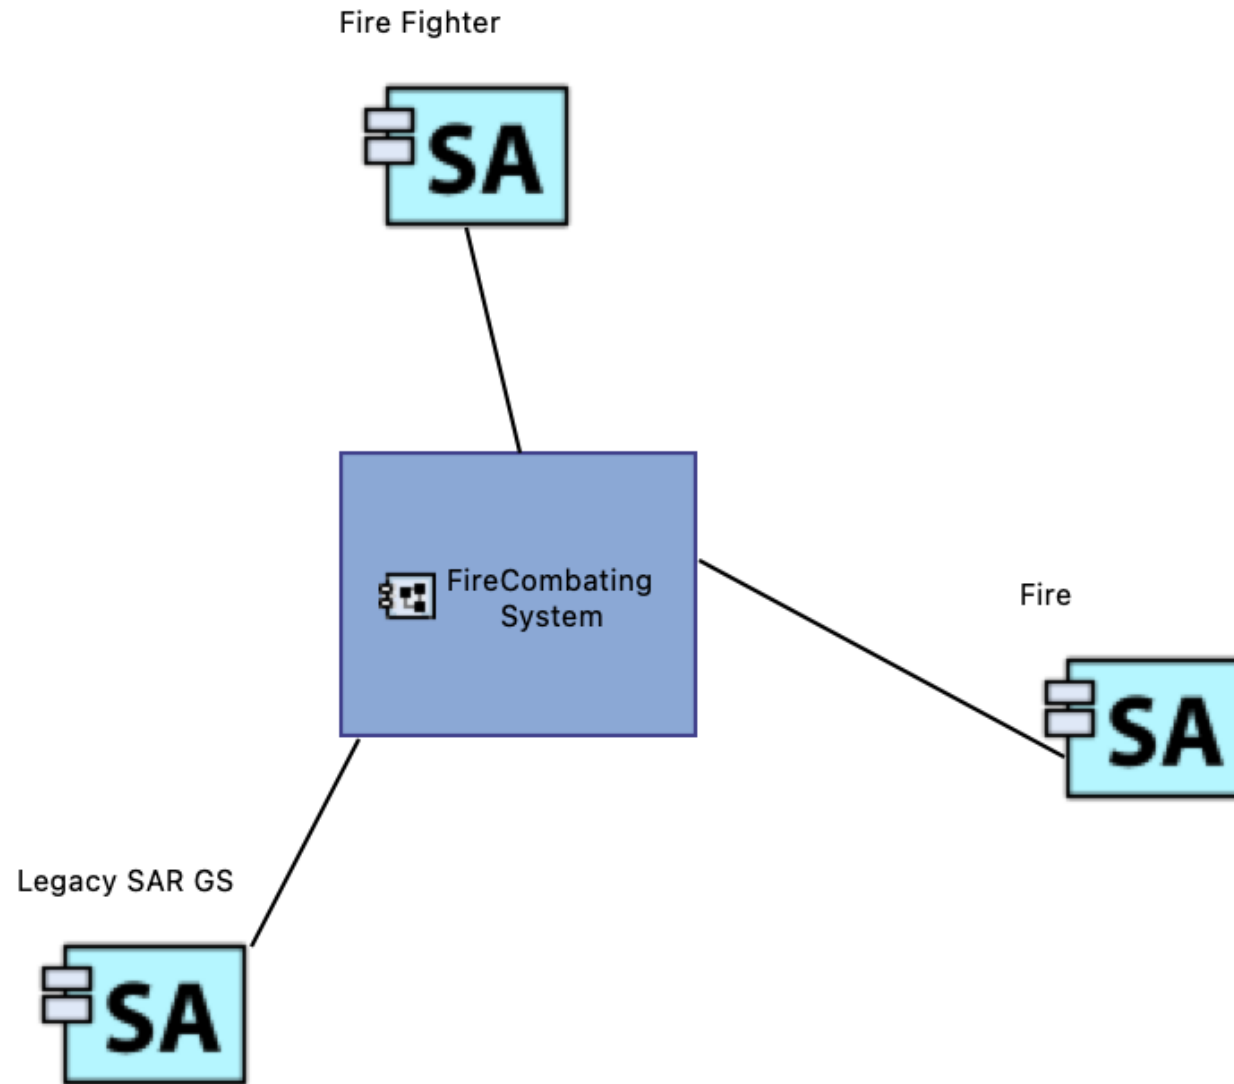 Fire Fighter
SA
FireCombating
System
Fire
SA
Legacy SAR GS
SA